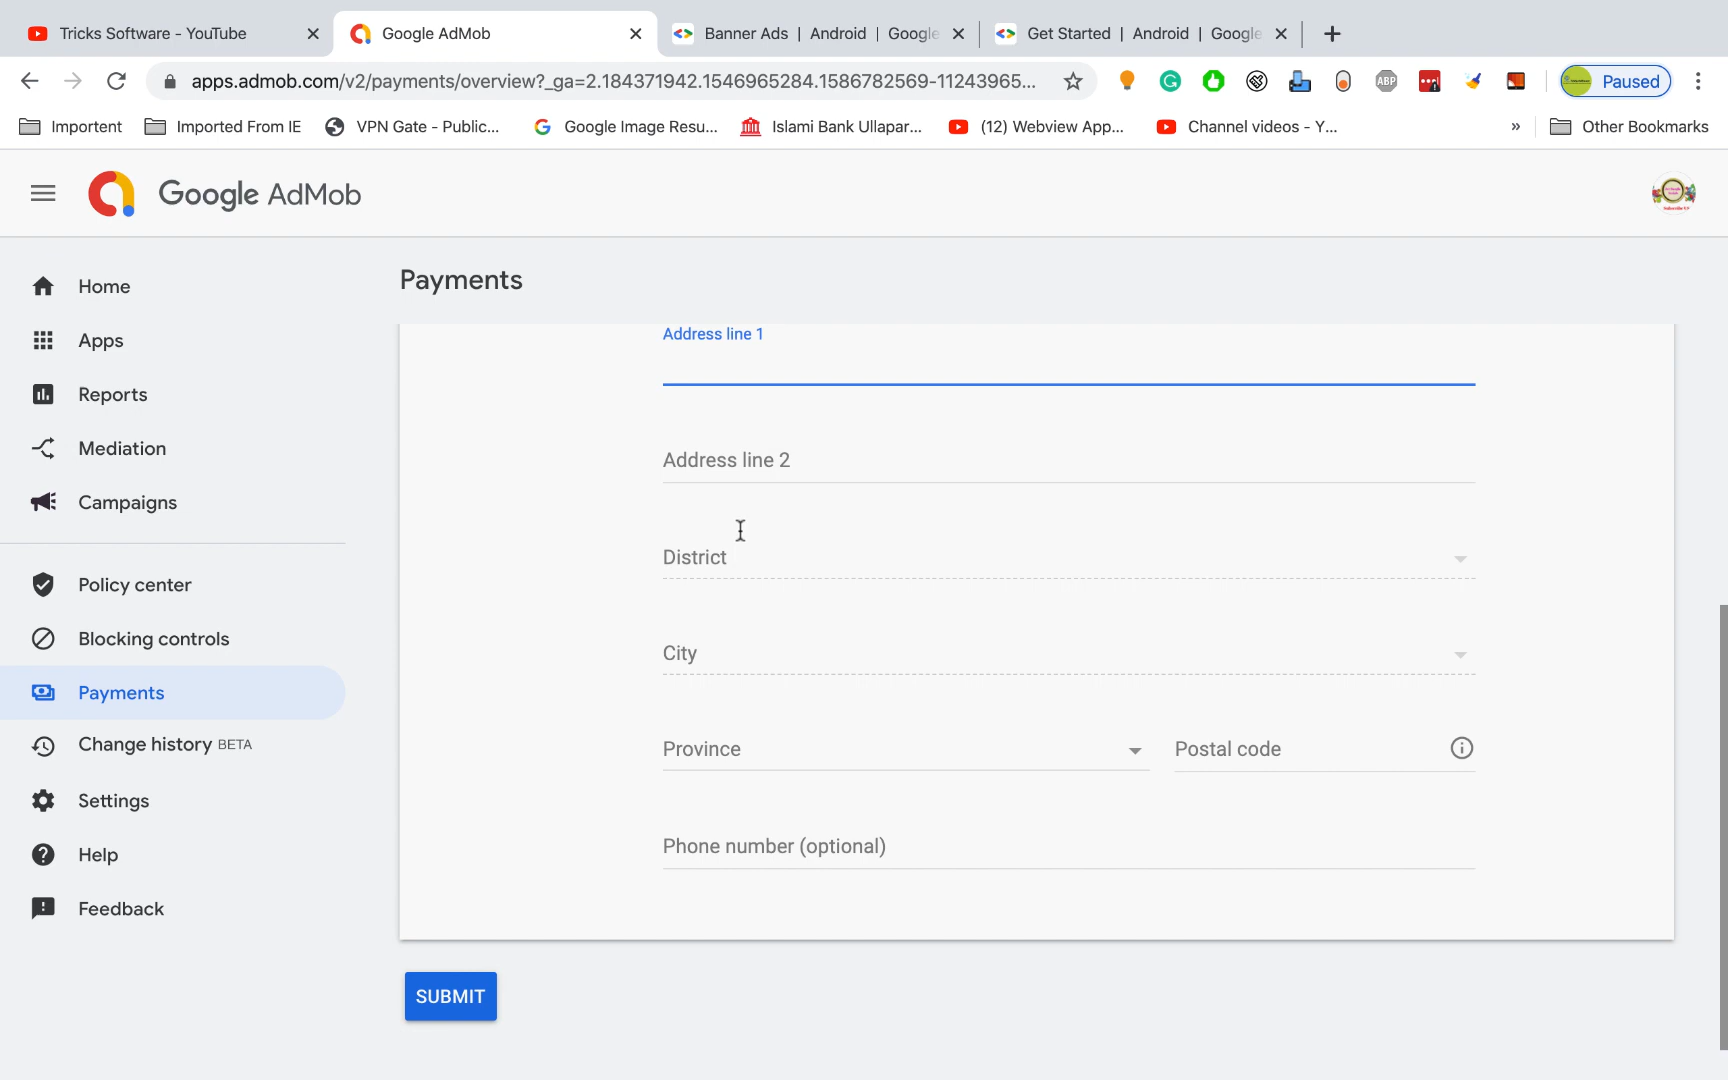 Tricks Software - YouTube
Google AdMob
Banner Ads | Android | Google
Get Started | Android | Google
apps.admob.com/v2/payments/overview?_ga=2.184371942.1546965284.1586782569-11243965...
ABP
Paused
Importent
Imported From IE
VPN Gate - Public...
Google Image Resu...
Islami Bank Ullapar...
(12) Webview App...
Channel videos - Y...
»
Other Bookmarks
Google AdMob
Home
Apps
Reports
Mediation
Campaigns
Policy center
Blocking controls
Payments
Change history BETA
Settings
Help
Feedback
Payments
Address line 1
Address line 2
District
City
Province
Postal code
Phone number (optional)
SUBMIT